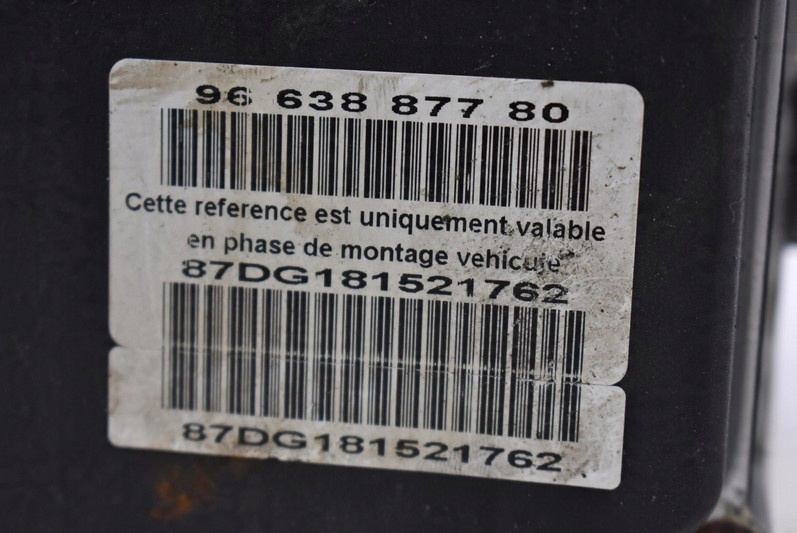 96 638 877 80
Cette reference est uniquement valable
en phase de montage vehicule
87DG181521762
87DG181521762